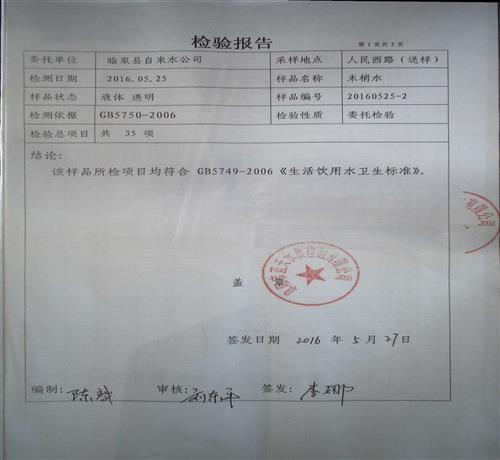 检验报告
第1页共2页
委托单位 临泉县自来水公司 采样地点 人民西路(送样)
检测日期 2016.05.25 样品名称 末梢水
样品状态 液体 透明 样品编号 20160525-2
检测依据 GB5750-2006 检验性质 委托检验
检验总项目 共 35 项
结论:
该样品所检项目均符合 GB5749-2006《生活饮用水卫生标准》。
有限公司
盖 章
签发日期 2016 年 5 月 27 日
编制: 审核: 签发: